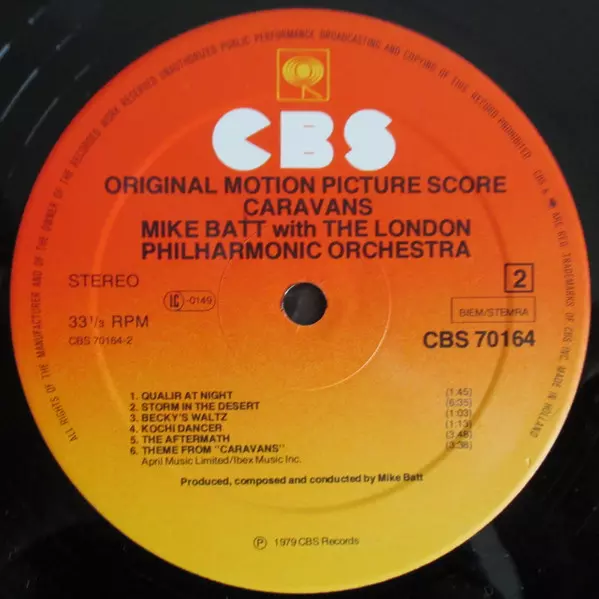 ALL RIGHTS OF THE MANUFACTURER AND OF THE OWNER OF THE RECORDED WORK RESERVED UNAUTHORIZED PUBLIC PERFORMANCE BROADCASTING AND COPYING OF THIS RECORD PROHIBITED
CBS & ARE REG. TRADEMARKS OF CBS INC. MADE IN HOLLAND
CBS
ORIGINAL MOTION PICTURE SCORE
CARAVANS
MIKE BATT with THE LONDON
PHILHARMONIC ORCHESTRA
STEREO
LC -0149
2
33 1/3 RPM
BIEM/STEMRA
CBS 70164-2
CBS 70164
1. QUALIR AT NIGHT (1:45)
2. STORM IN THE DESERT (6:35)
3. BECKY'S WALTZ (1:03)
4. KOCHI DANCER (1:13)
5. THE AFTERMATH (3:48)
6. THEME FROM "CARAVANS" (3:38)
April Music Limited/Ibex Music Inc.
Produced, composed and conducted by Mike Batt
℗ 1979 CBS Records